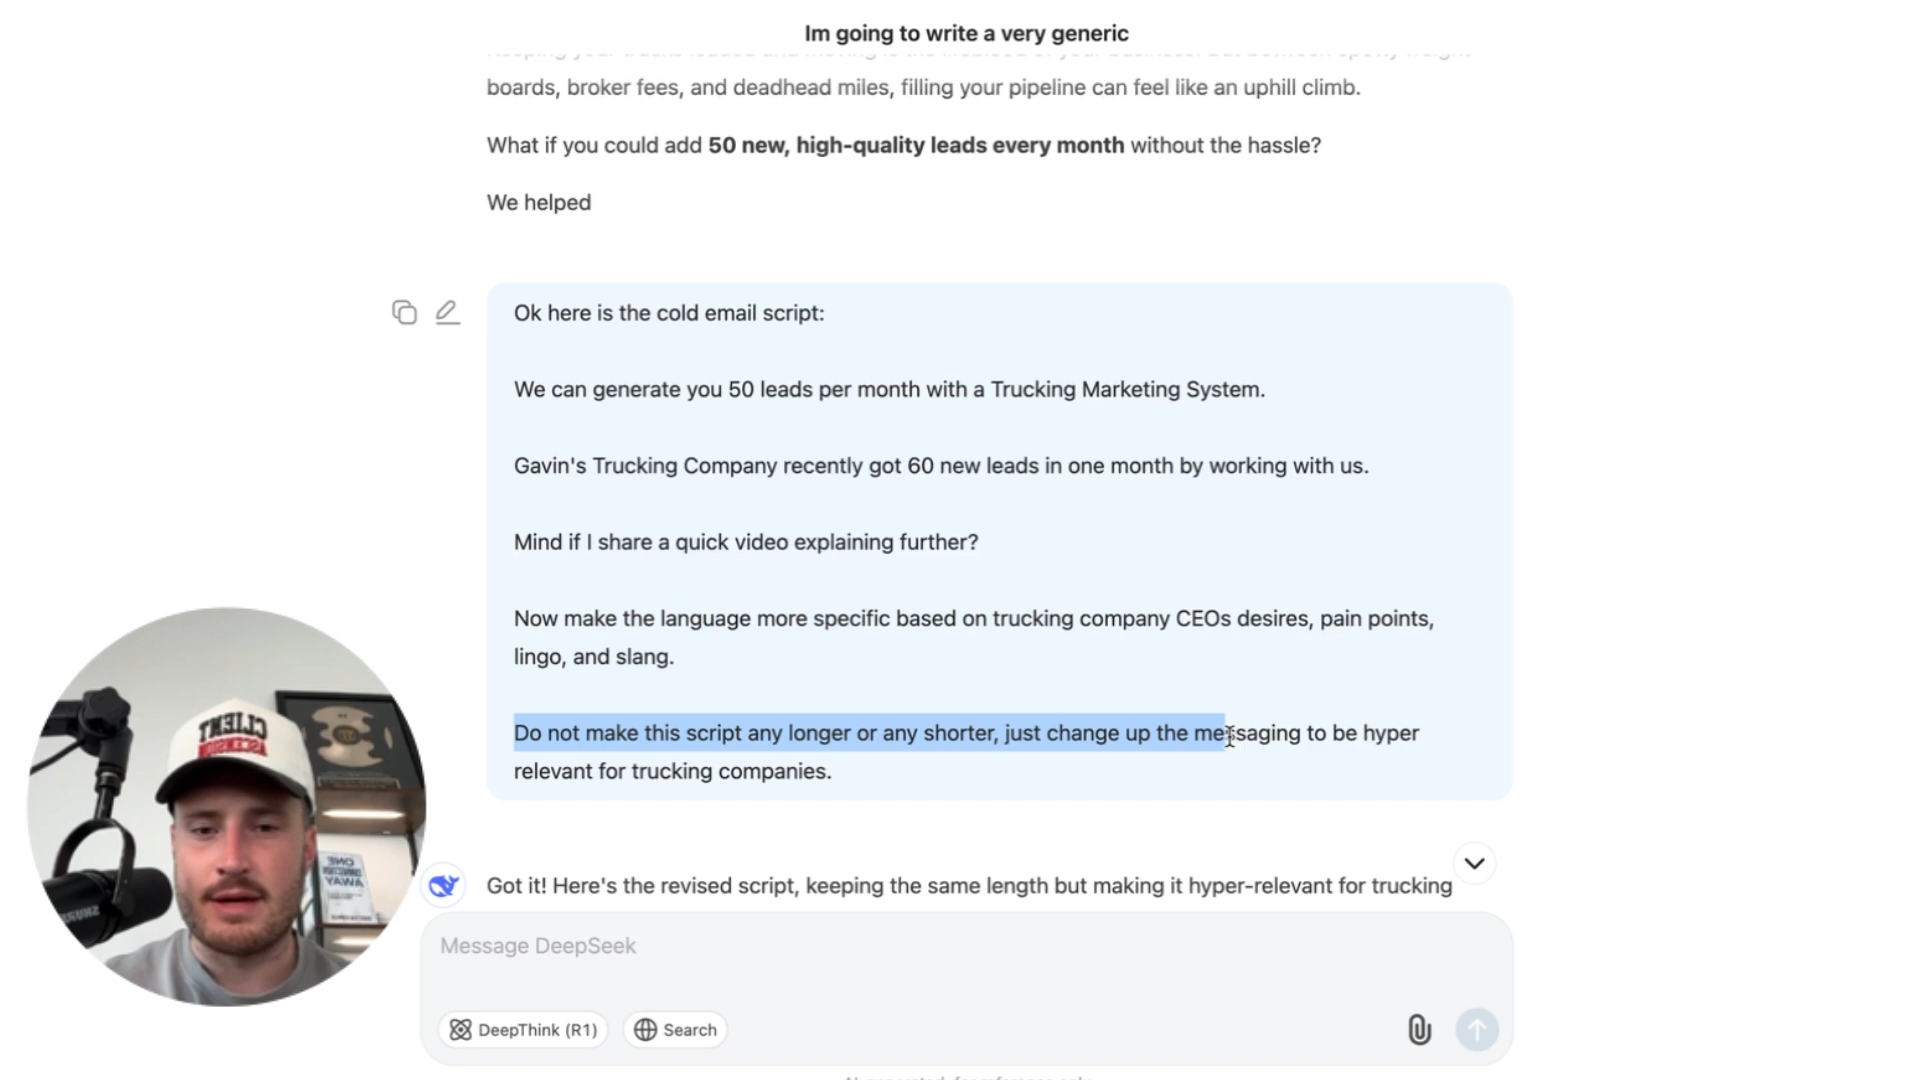 Im going to write a very generic
boards, broker fees, and deadhead miles, filling your pipeline can feel like an uphill climb.
What if you could add 50 new, high-quality leads every month without the hassle?
We helped
Ok here is the cold email script:
We can generate you 50 leads per month with a Trucking Marketing System.
Gavin's Trucking Company recently got 60 new leads in one month by working with us.
Mind if I share a quick video explaining further?
Now make the language more specific based on trucking company CEOs desires, pain points,
lingo, and slang.
Do not make this script any longer or any shorter, just change up the messaging to be hyper
relevant for trucking companies.
CLIENT
ASCENSION
ONE
AWAY
Got it! Here's the revised script, keeping the same length but making it hyper-relevant for trucking
Message DeepSeek
DeepThink (R1)
Search